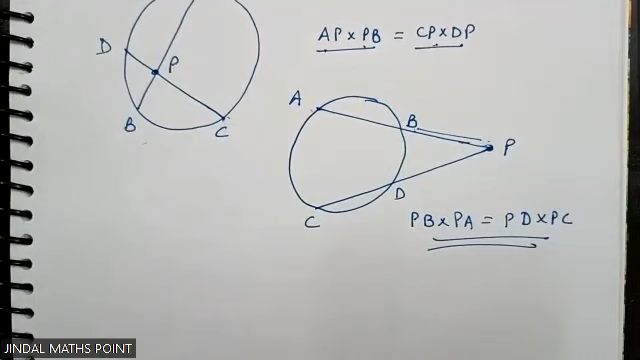 AP × PB = CP × DP
D
P
B
C
A
B
P
D
C
PB × PA = PD × PC
JINDAL MATHS POINT